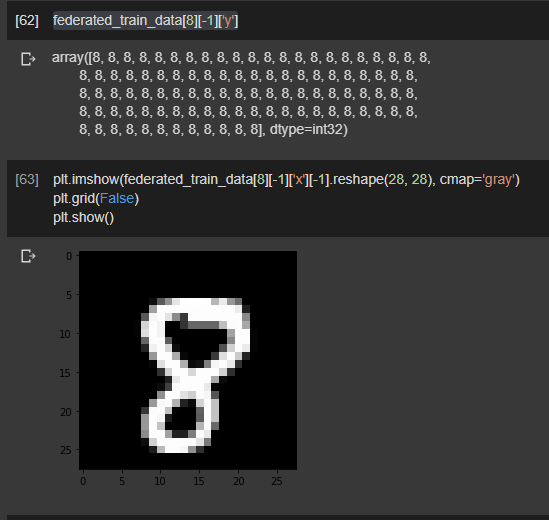 [62] federated_train_data[8][-1]['y']
array([8, 8, 8, 8, 8, 8, 8, 8, 8, 8, 8, 8, 8, 8, 8, 8, 8, 8, 8, 8, 8, 8,
8, 8, 8, 8, 8, 8, 8, 8, 8, 8, 8, 8, 8, 8, 8, 8, 8, 8, 8, 8, 8, 8,
8, 8, 8, 8, 8, 8, 8, 8, 8, 8, 8, 8, 8, 8, 8, 8, 8, 8, 8, 8, 8, 8,
8, 8, 8, 8, 8, 8, 8, 8, 8, 8, 8, 8, 8, 8, 8, 8, 8, 8, 8, 8, 8, 8,
8, 8, 8, 8, 8, 8, 8, 8, 8, 8, 8, 8], dtype=int32)
[63] plt.imshow(federated_train_data[8][-1]['x'][-1].reshape(28, 28), cmap='gray')
plt.grid(False)
plt.show()
0
5
10
15
20
25
0 5 10 15 20 25
8